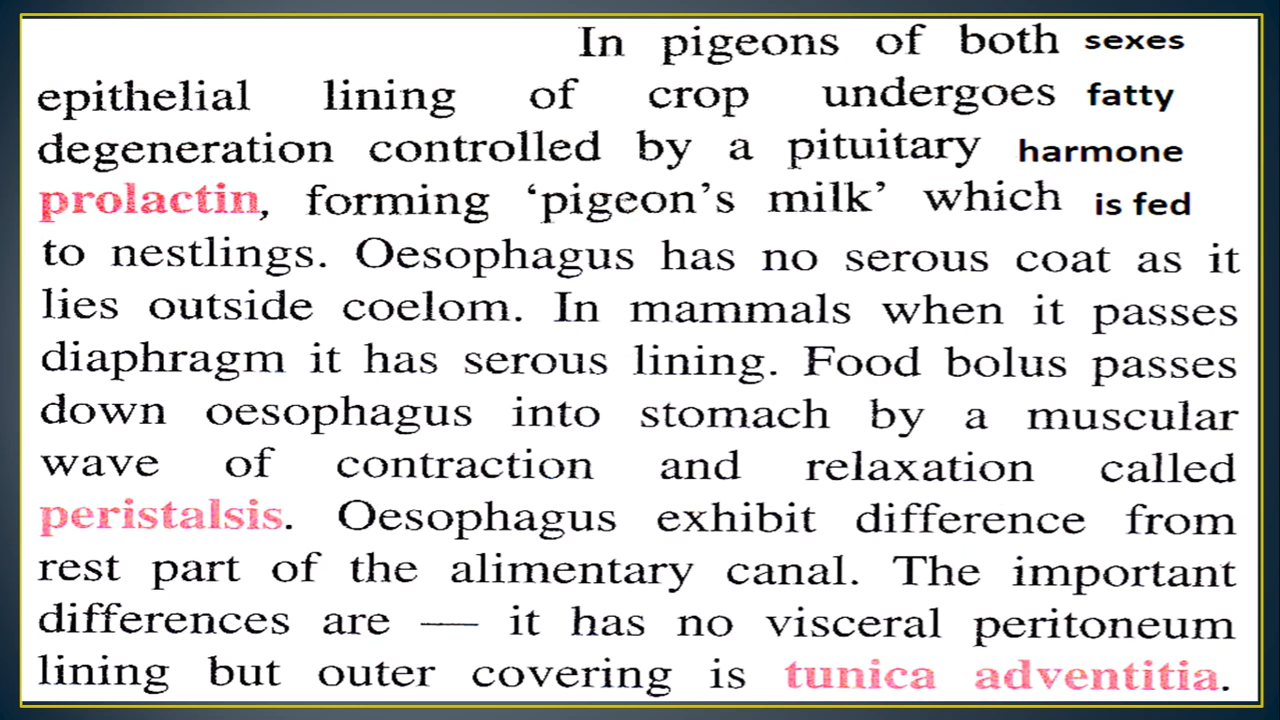 In pigeons of both sexes
epithelial lining of crop undergoes fatty
degeneration controlled by a pituitary harmone
prolactin, forming ‘pigeon’s milk’ which is fed
to nestlings. Oesophagus has no serous coat as it
lies outside coelom. In mammals when it passes
diaphragm it has serous lining. Food bolus passes
down oesophagus into stomach by a muscular
wave of contraction and relaxation called
peristalsis. Oesophagus exhibit difference from
rest part of the alimentary canal. The important
differences are — it has no visceral peritoneum
lining but outer covering is tunica adventitia.